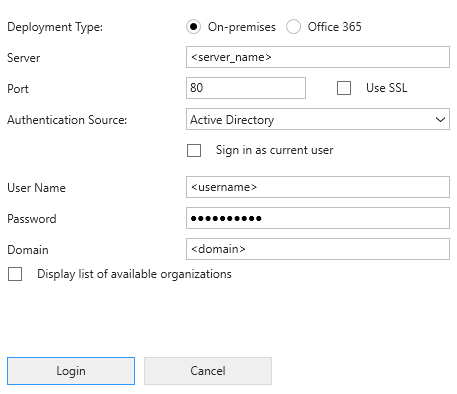 Deployment Type: On-premises Office 365
Server <server_name>
Port 80 Use SSL
Authentication Source: Active Directory
Sign in as current user
User Name <username>
Password ●●●●●●●●●●
Domain <domain>
Display list of available organizations
Login Cancel